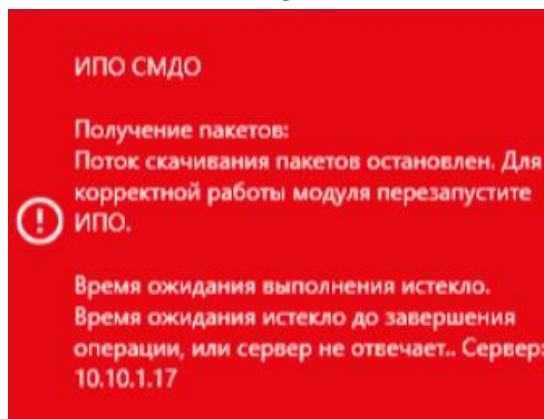 ИПО СМДО
Получение пакетов:
Поток скачивания пакетов остановлен. Для
корректной работы модуля перезапустите
ИПО.
Время ожидания выполнения истекло.
Время ожидания истекло до завершения
операции, или сервер не отвечает.. Сервер:
10.10.1.17